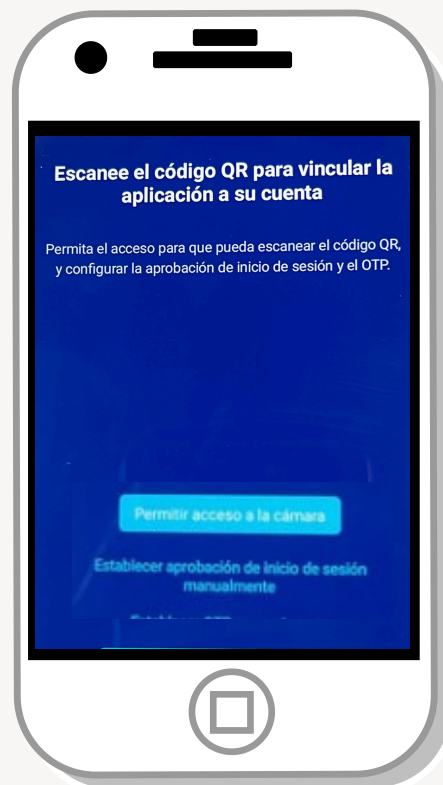 Escanee el código QR para vincular la
aplicación a su cuenta
Permita el acceso para que pueda escanear el código QR,
y configurar la aprobación de inicio de sesión y el OTP.
Permitir acceso a la cámara
Establecer aprobación de inicio de sesión
manualmente